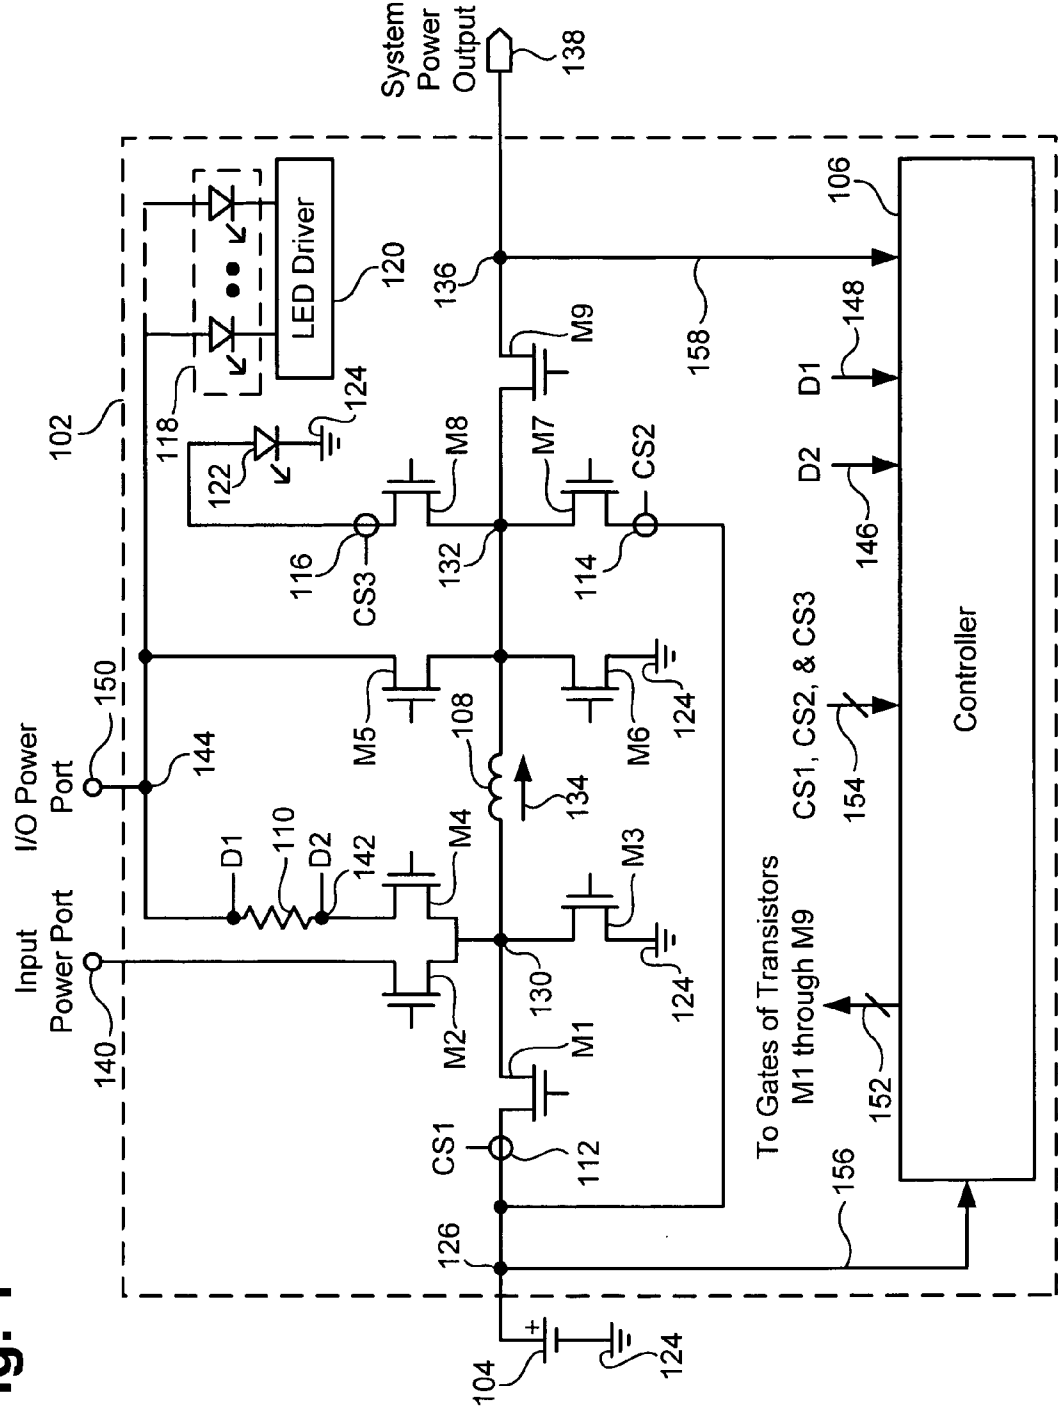 System
Power
Output
138
I/O Power
Port
150
Input
Power Port
140
102
144
118
LED Driver
120
122
124
D1
110
D2
142
116
CS3
M8
136
M9
M5
108
M4
M2
132
M7
CS2
114
134
M6
124
130
M3
124
M1
CS1
112
126
104
+
124
158
D1
148
D2
146
106
CS1, CS2, & CS3
154
To Gates of Transistors
M1 through M9
152
156
Controller